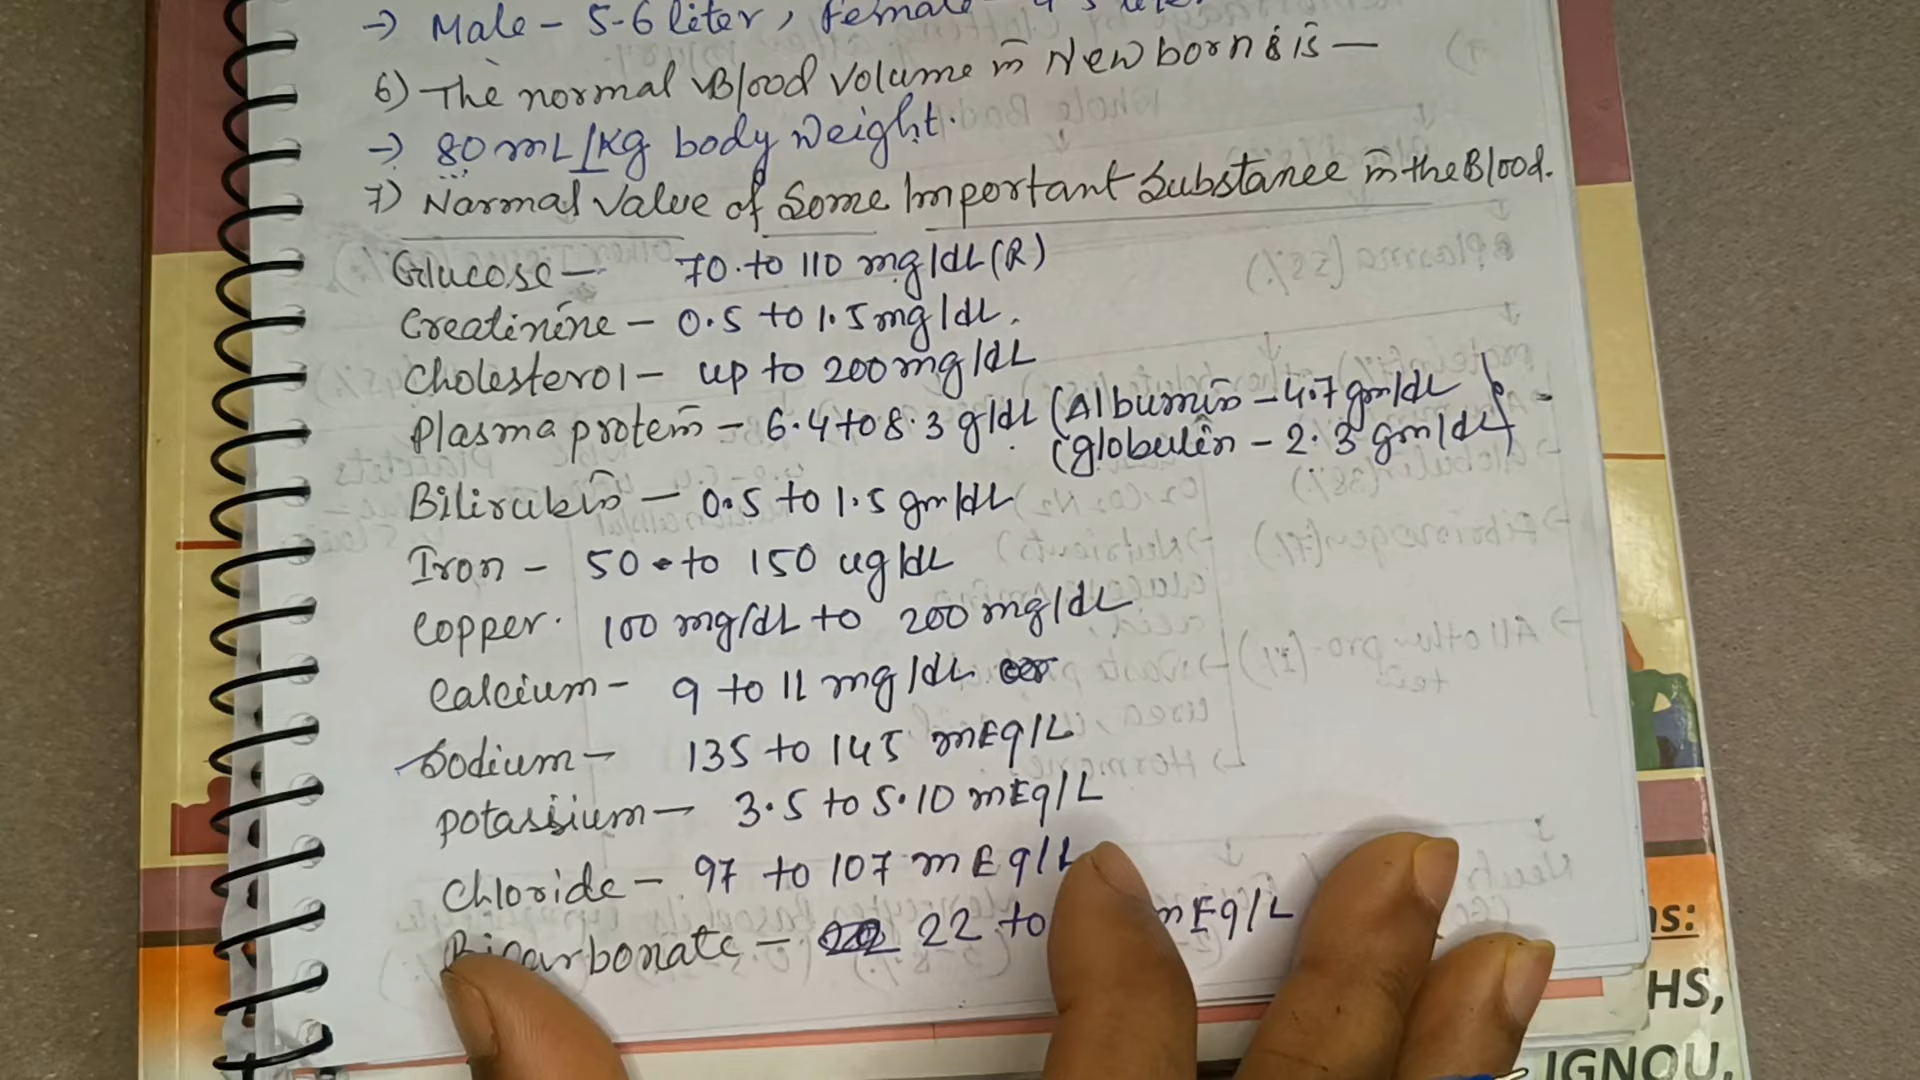 → Male - 5-6 liter, Female - 4-5 liter
6) The normal Blood volume in New born is —
→ 80 mL/Kg body weight.
7) Normal Value of Some Important Substance in the Blood.
Glucose - 70 to 110 mg/dL (R)
Creatinine - 0.5 to 1.5 mg/dL.
Cholesterol - up to 200 mg/dL
Plasma protein - 6.4 to 8.3 g/dL (Albumin - 4.7 gm/dL
(globulin - 2.3 gm/dL)
Bilirubin - 0.5 to 1.5 gm/dL
Iron - 50 to 150 ug/dL
Copper. 100 mg/dL to 200 mg/dL
Calcium - 9 to 11 mg/dL
Sodium - 135 to 145 mEq/L
potassium - 3.5 to 5.10 mEq/L
Chloride - 97 to 107 mEq/L
Bicarbonate - 22 to mEq/L
ns:
HS,
IGNOU,